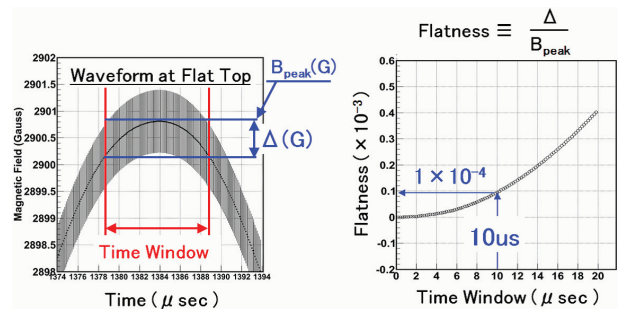 Flatness ≡ Δ / B_peak
Waveform at Flat Top
B_peak(G)
Δ(G)
Time Window
Magnetic Field (Gauss)
2902
2901.5
2901
2900.5
2900
2899.5
2899
2898.5
2898
1374 1376 1378 1380 1382 1384 1386 1388 1390 1392 1394
Time (μ sec)
Flatness (×10⁻³)
0.6
0.5
0.4
0.3
0.2
0.1
0
-0.1
-0.2
1×10⁻⁴
10us
0 2 4 6 8 10 12 14 16 18 20
Time Window (μ sec)